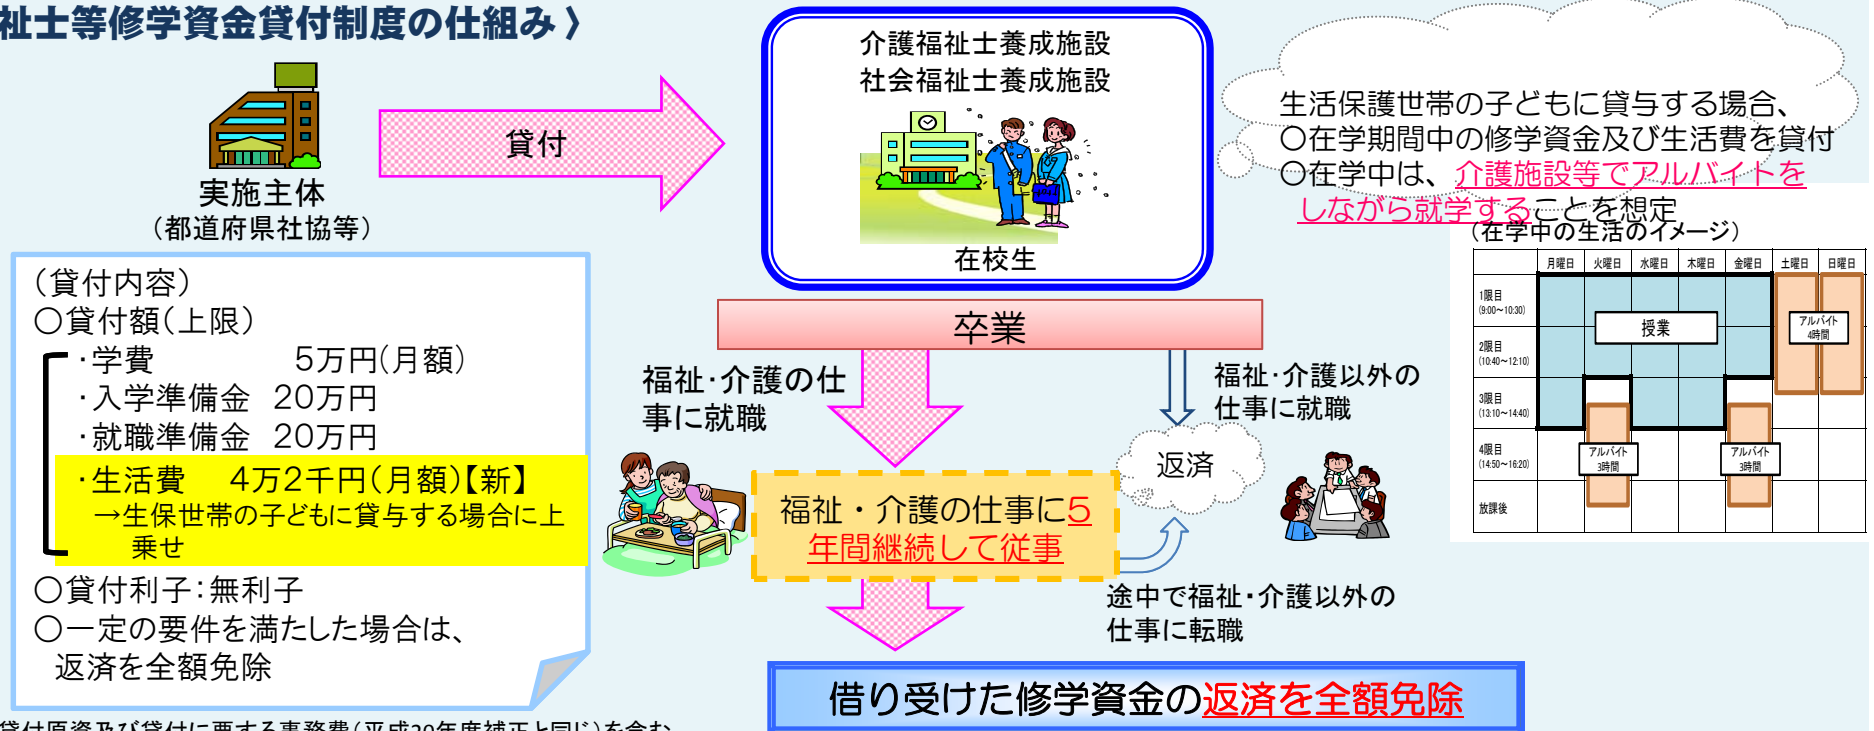 祉士等修学資金貸付制度の仕組み 〉
実施主体
（都道府県社協等）
貸付
介護福祉士養成施設
社会福祉士養成施設
在校生
生活保護世帯の子どもに貸与する場合、
○在学期間中の修学資金及び生活費を貸付
○在学中は、介護施設等でアルバイトを
しながら就学することを想定
（在学中の生活のイメージ）
月曜日 火曜日 水曜日 木曜日 金曜日 土曜日 日曜日
1限目
（9:00～10:30）
2限目
（10:40～12:10）
3限目
（13:10～14:40）
4限目
（14:50～16:20）
放課後
授業
アルバイト
4時間
アルバイト
3時間
アルバイト
3時間
（貸付内容）
○貸付額（上限）
・学費 5万円（月額）
・入学準備金 20万円
・就職準備金 20万円
・生活費 4万2千円（月額）【新】
→生保世帯の子どもに貸与する場合に上
乗せ
○貸付利子：無利子
○一定の要件を満たした場合は、
返済を全額免除
卒業
福祉・介護の仕
事に就職
福祉・介護以外の
仕事に就職
返済
福祉・介護の仕事に5
年間継続して従事
途中で福祉・介護以外の
仕事に転職
借り受けた修学資金の返済を全額免除